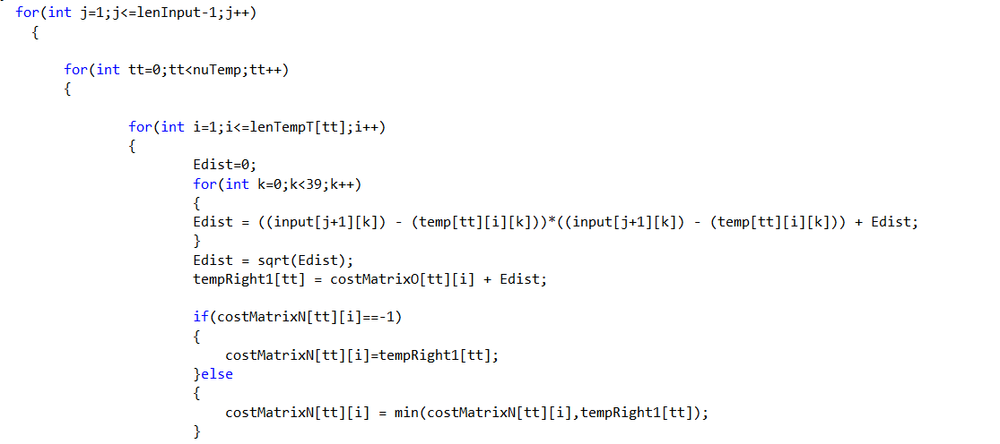 for(int j=1;j<=lenInput-1;j++)
{
for(int tt=0;tt<nuTemp;tt++)
{
for(int i=1;i<=lenTempT[tt];i++)
{
Edist=0;
for(int k=0;k<39;k++)
{
Edist = ((input[j+1][k]) - (temp[tt][i][k]))*((input[j+1][k]) - (temp[tt][i][k])) + Edist;
}
Edist = sqrt(Edist);
tempRight1[tt] = costMatrixO[tt][i] + Edist;
if(costMatrixN[tt][i]==-1)
{
costMatrixN[tt][i]=tempRight1[tt];
}else
{
costMatrixN[tt][i] = min(costMatrixN[tt][i],tempRight1[tt]);
}